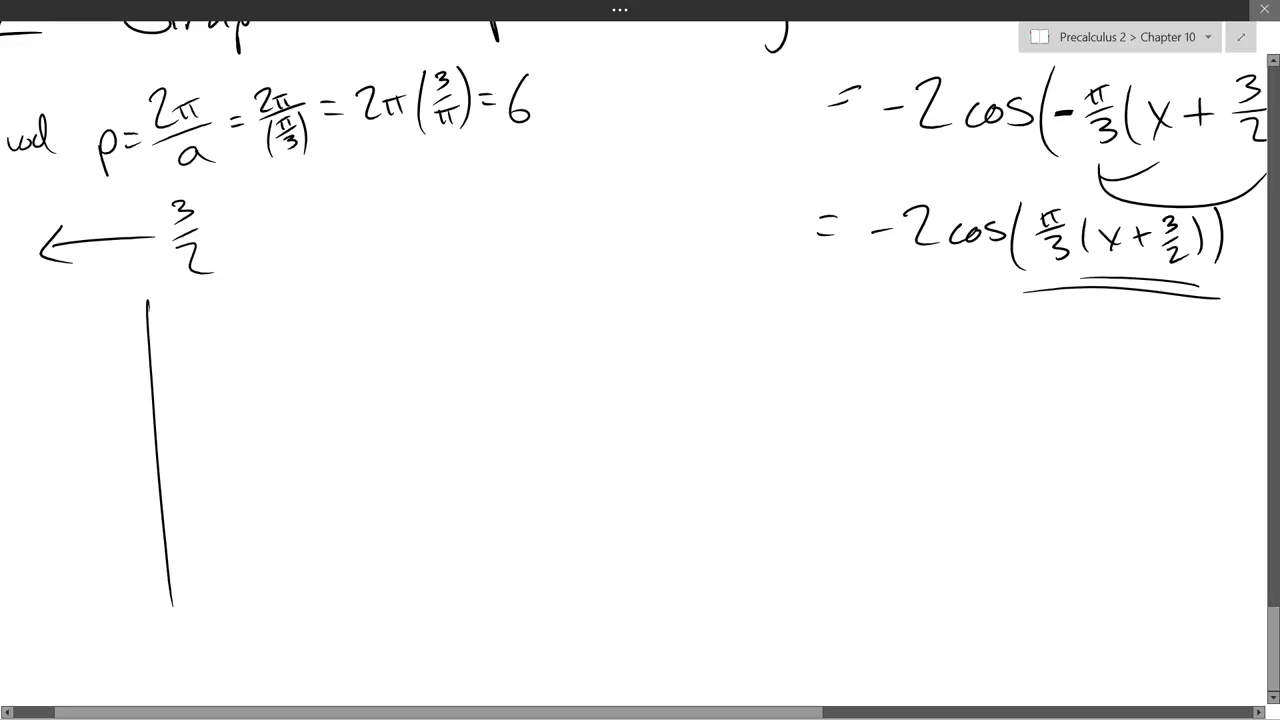 Precalculus 2 > Chapter 10
p = 2π/a = 2π/(π/3) = 2π(3/π) = 6
= -2 cos(-π/3(x + 3/2
← 3/2
= -2 cos(π/3(x + 3/2))